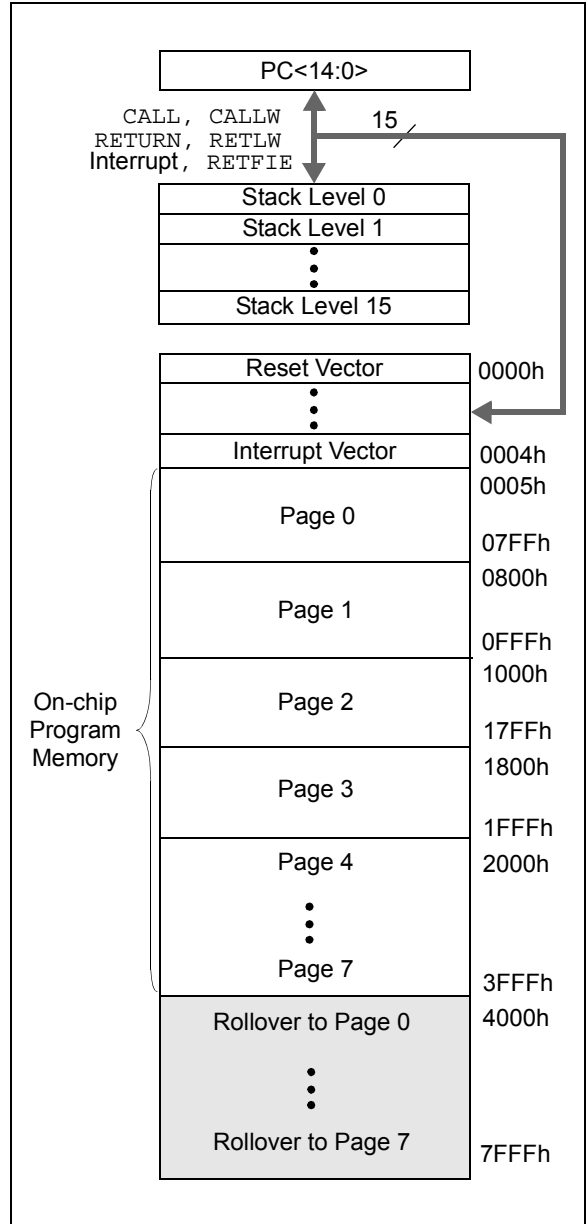 PC<14:0>
CALL, CALLW
15
RETURN, RETLW
Interrupt, RETFIE
Stack Level 0
Stack Level 1
Stack Level 15
Reset Vector
0000h
Interrupt Vector
0004h
0005h
Page 0
07FFh
0800h
Page 1
0FFFh
1000h
On-chip
Program
Memory
Page 2
17FFh
1800h
Page 3
1FFFh
Page 4
2000h
Page 7
3FFFh
Rollover to Page 0
4000h
Rollover to Page 7
7FFFh